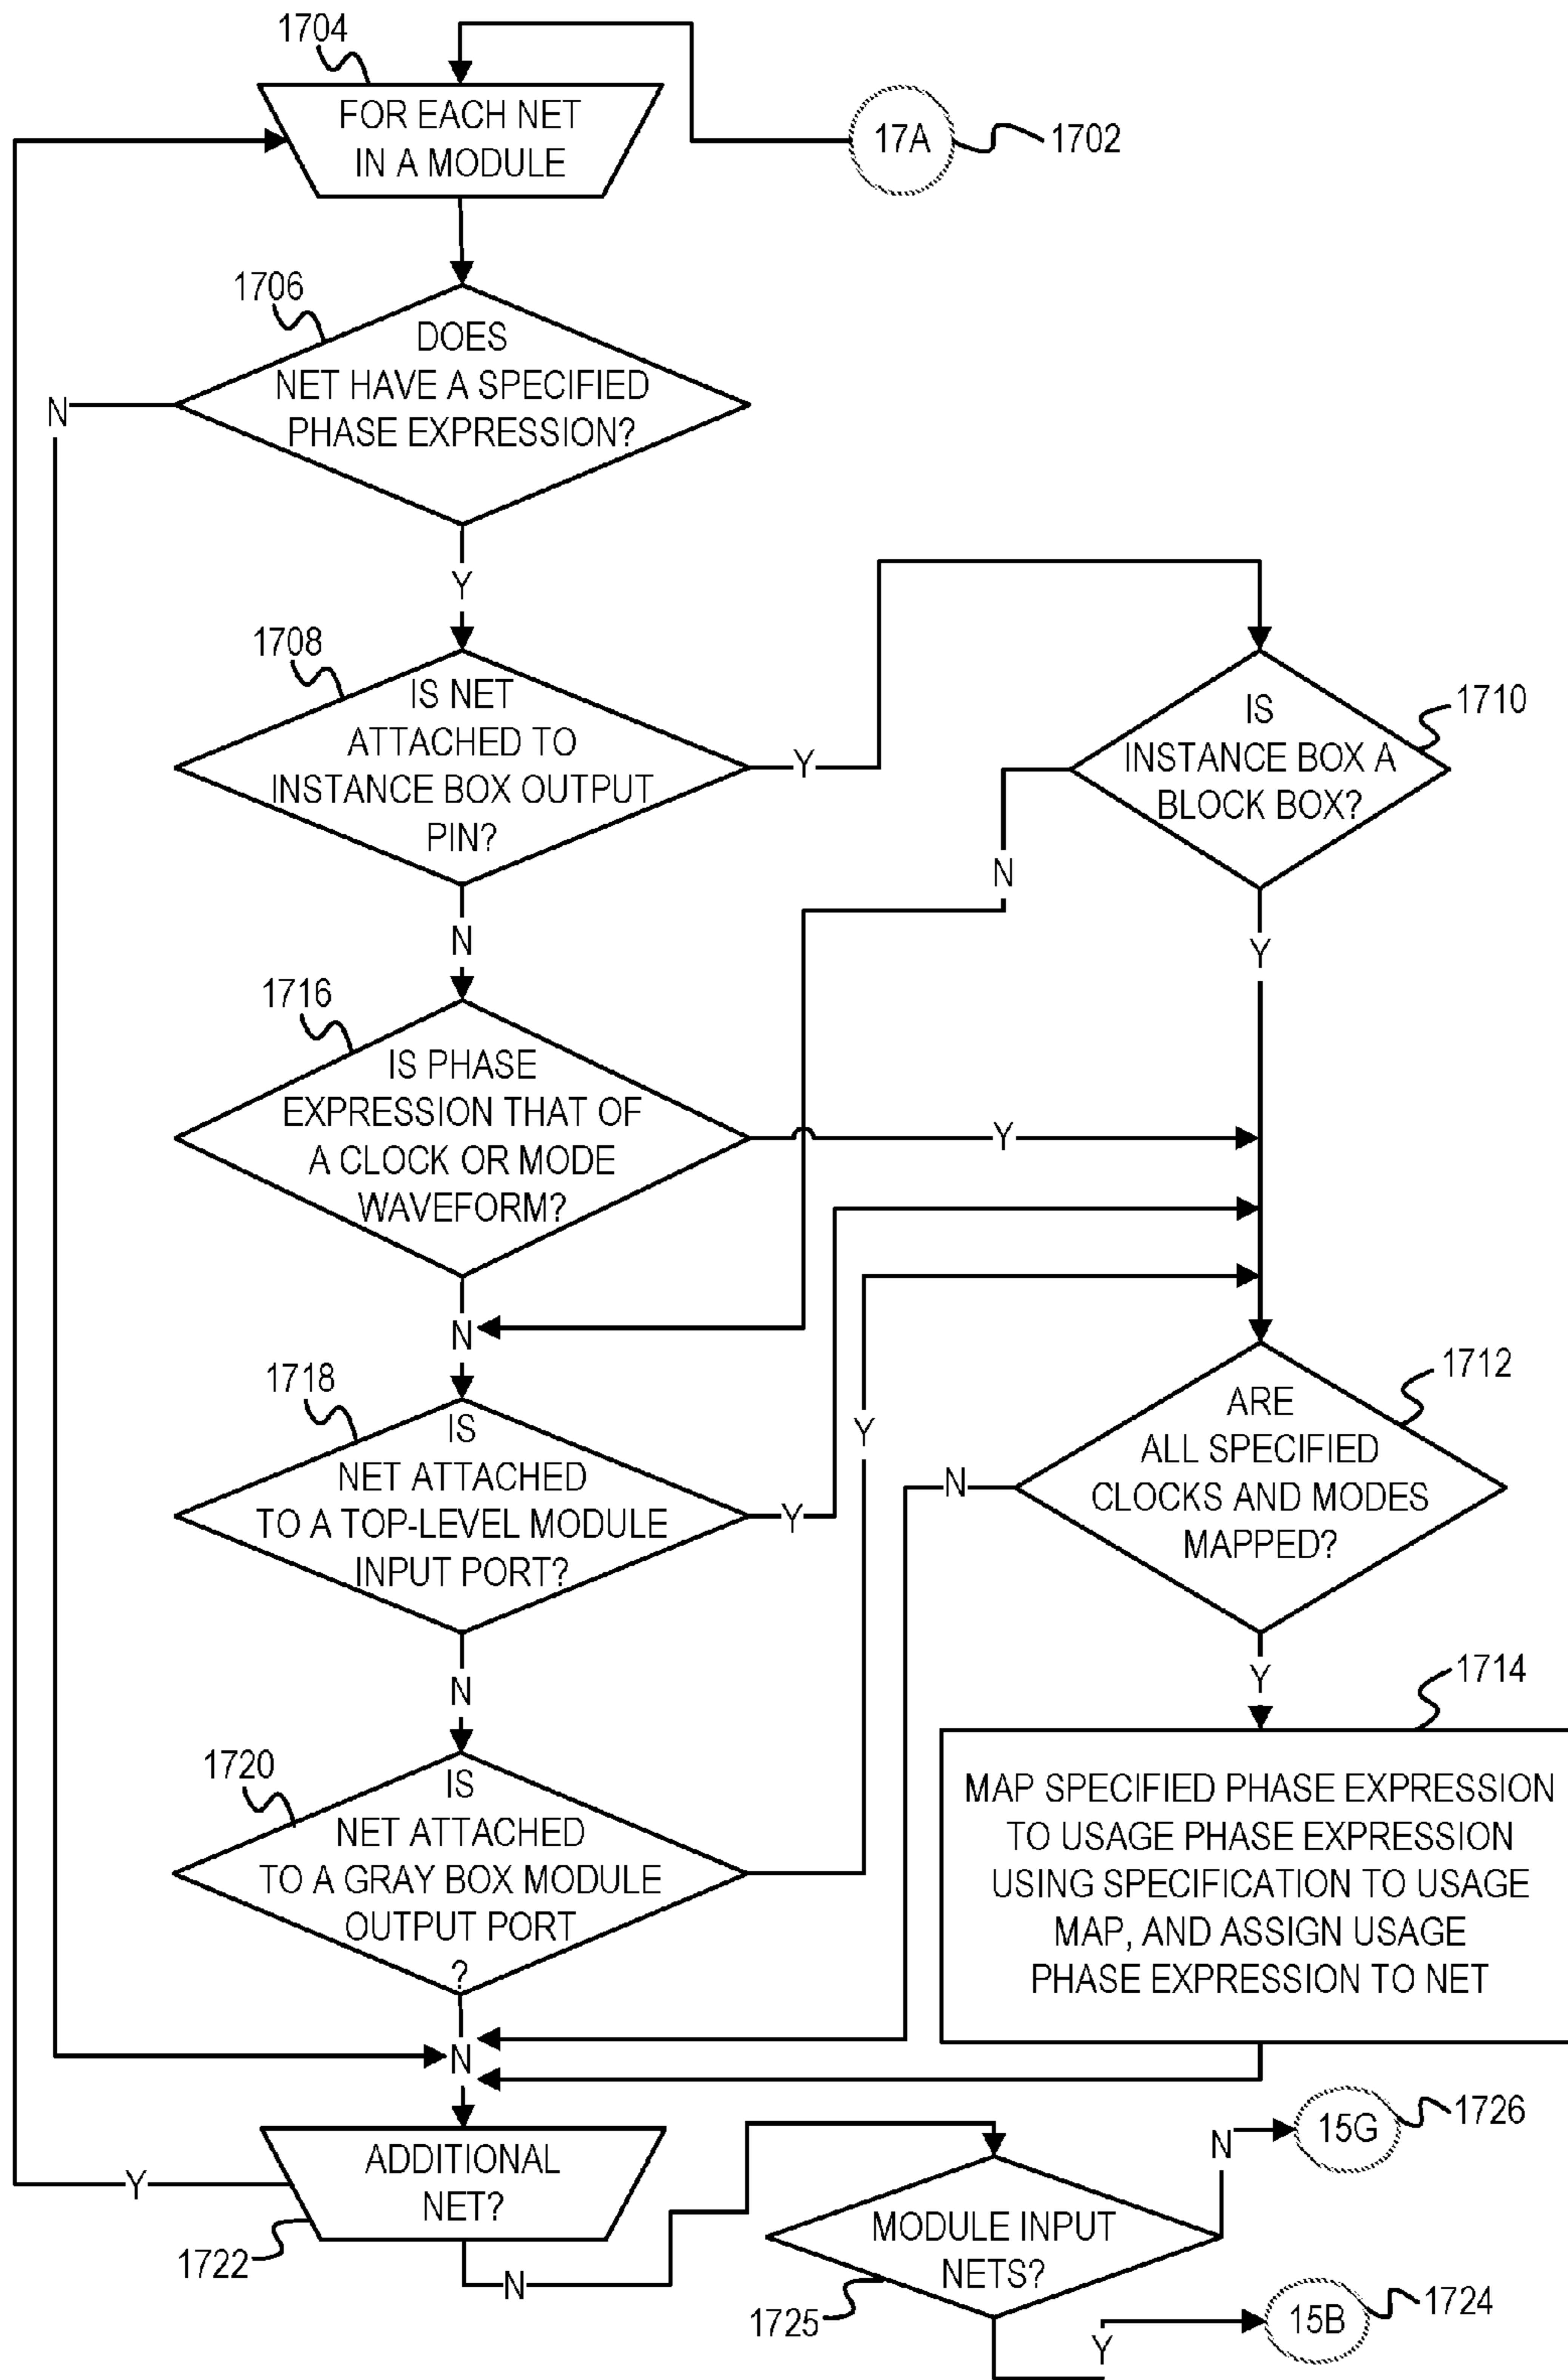 1704
FOR EACH NET
IN A MODULE
17A
1702
1706
DOES
NET HAVE A SPECIFIED
PHASE EXPRESSION?
N
Y
1708
IS NET
ATTACHED TO
INSTANCE BOX OUTPUT
PIN?
Y
1710
IS
INSTANCE BOX A
BLOCK BOX?
N
N
Y
1716
IS PHASE
EXPRESSION THAT OF
A CLOCK OR MODE
WAVEFORM?
Y
N
1718
IS
NET ATTACHED
TO A TOP-LEVEL MODULE
INPUT PORT?
Y
Y
1712
ARE
ALL SPECIFIED
CLOCKS AND MODES
MAPPED?
N
N
Y
1714
MAP SPECIFIED PHASE EXPRESSION
TO USAGE PHASE EXPRESSION
USING SPECIFICATION TO USAGE
MAP, AND ASSIGN USAGE
PHASE EXPRESSION TO NET
1720
IS
NET ATTACHED
TO A GRAY BOX MODULE
OUTPUT PORT
?
N
ADDITIONAL
NET?
Y
1722
N
MODULE INPUT
NETS?
1725
N
15G
1726
Y
15B
1724